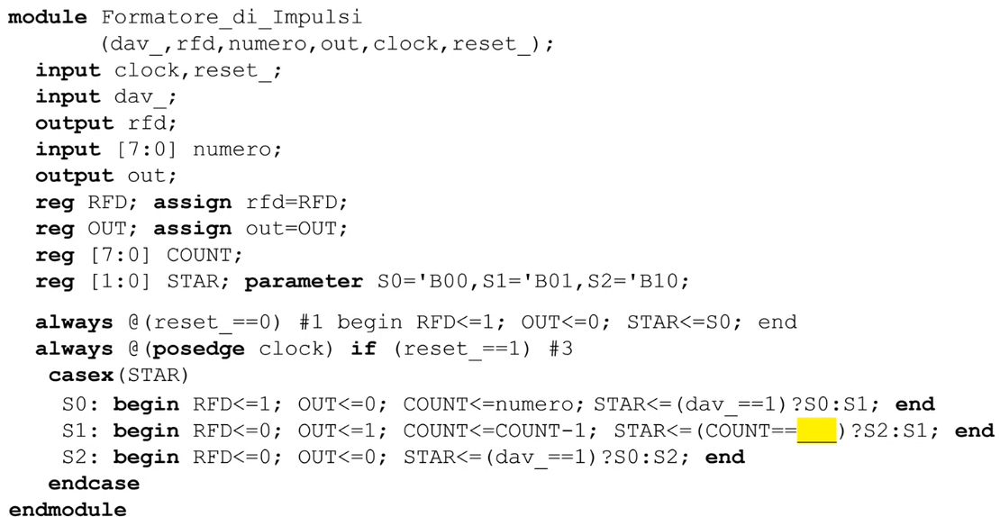 module Formatore_di_Impulsi
(dav_,rfd,numero,out,clock,reset_);
input clock,reset_;
input dav_;
output rfd;
input [7:0] numero;
output out;
reg RFD; assign rfd=RFD;
reg OUT; assign out=OUT;
reg [7:0] COUNT;
reg [1:0] STAR; parameter S0='B00,S1='B01,S2='B10;
always @(reset_==0) #1 begin RFD<=1; OUT<=0; STAR<=S0; end
always @(posedge clock) if (reset_==1) #3
casex(STAR)
S0: begin RFD<=1; OUT<=0; COUNT<=numero; STAR<=(dav_==1)?S0:S1; end
S1: begin RFD<=0; OUT<=1; COUNT<=COUNT-1; STAR<=(COUNT==___)?S2:S1; end
S2: begin RFD<=0; OUT<=0; STAR<=(dav_==1)?S0:S2; end
endcase
endmodule